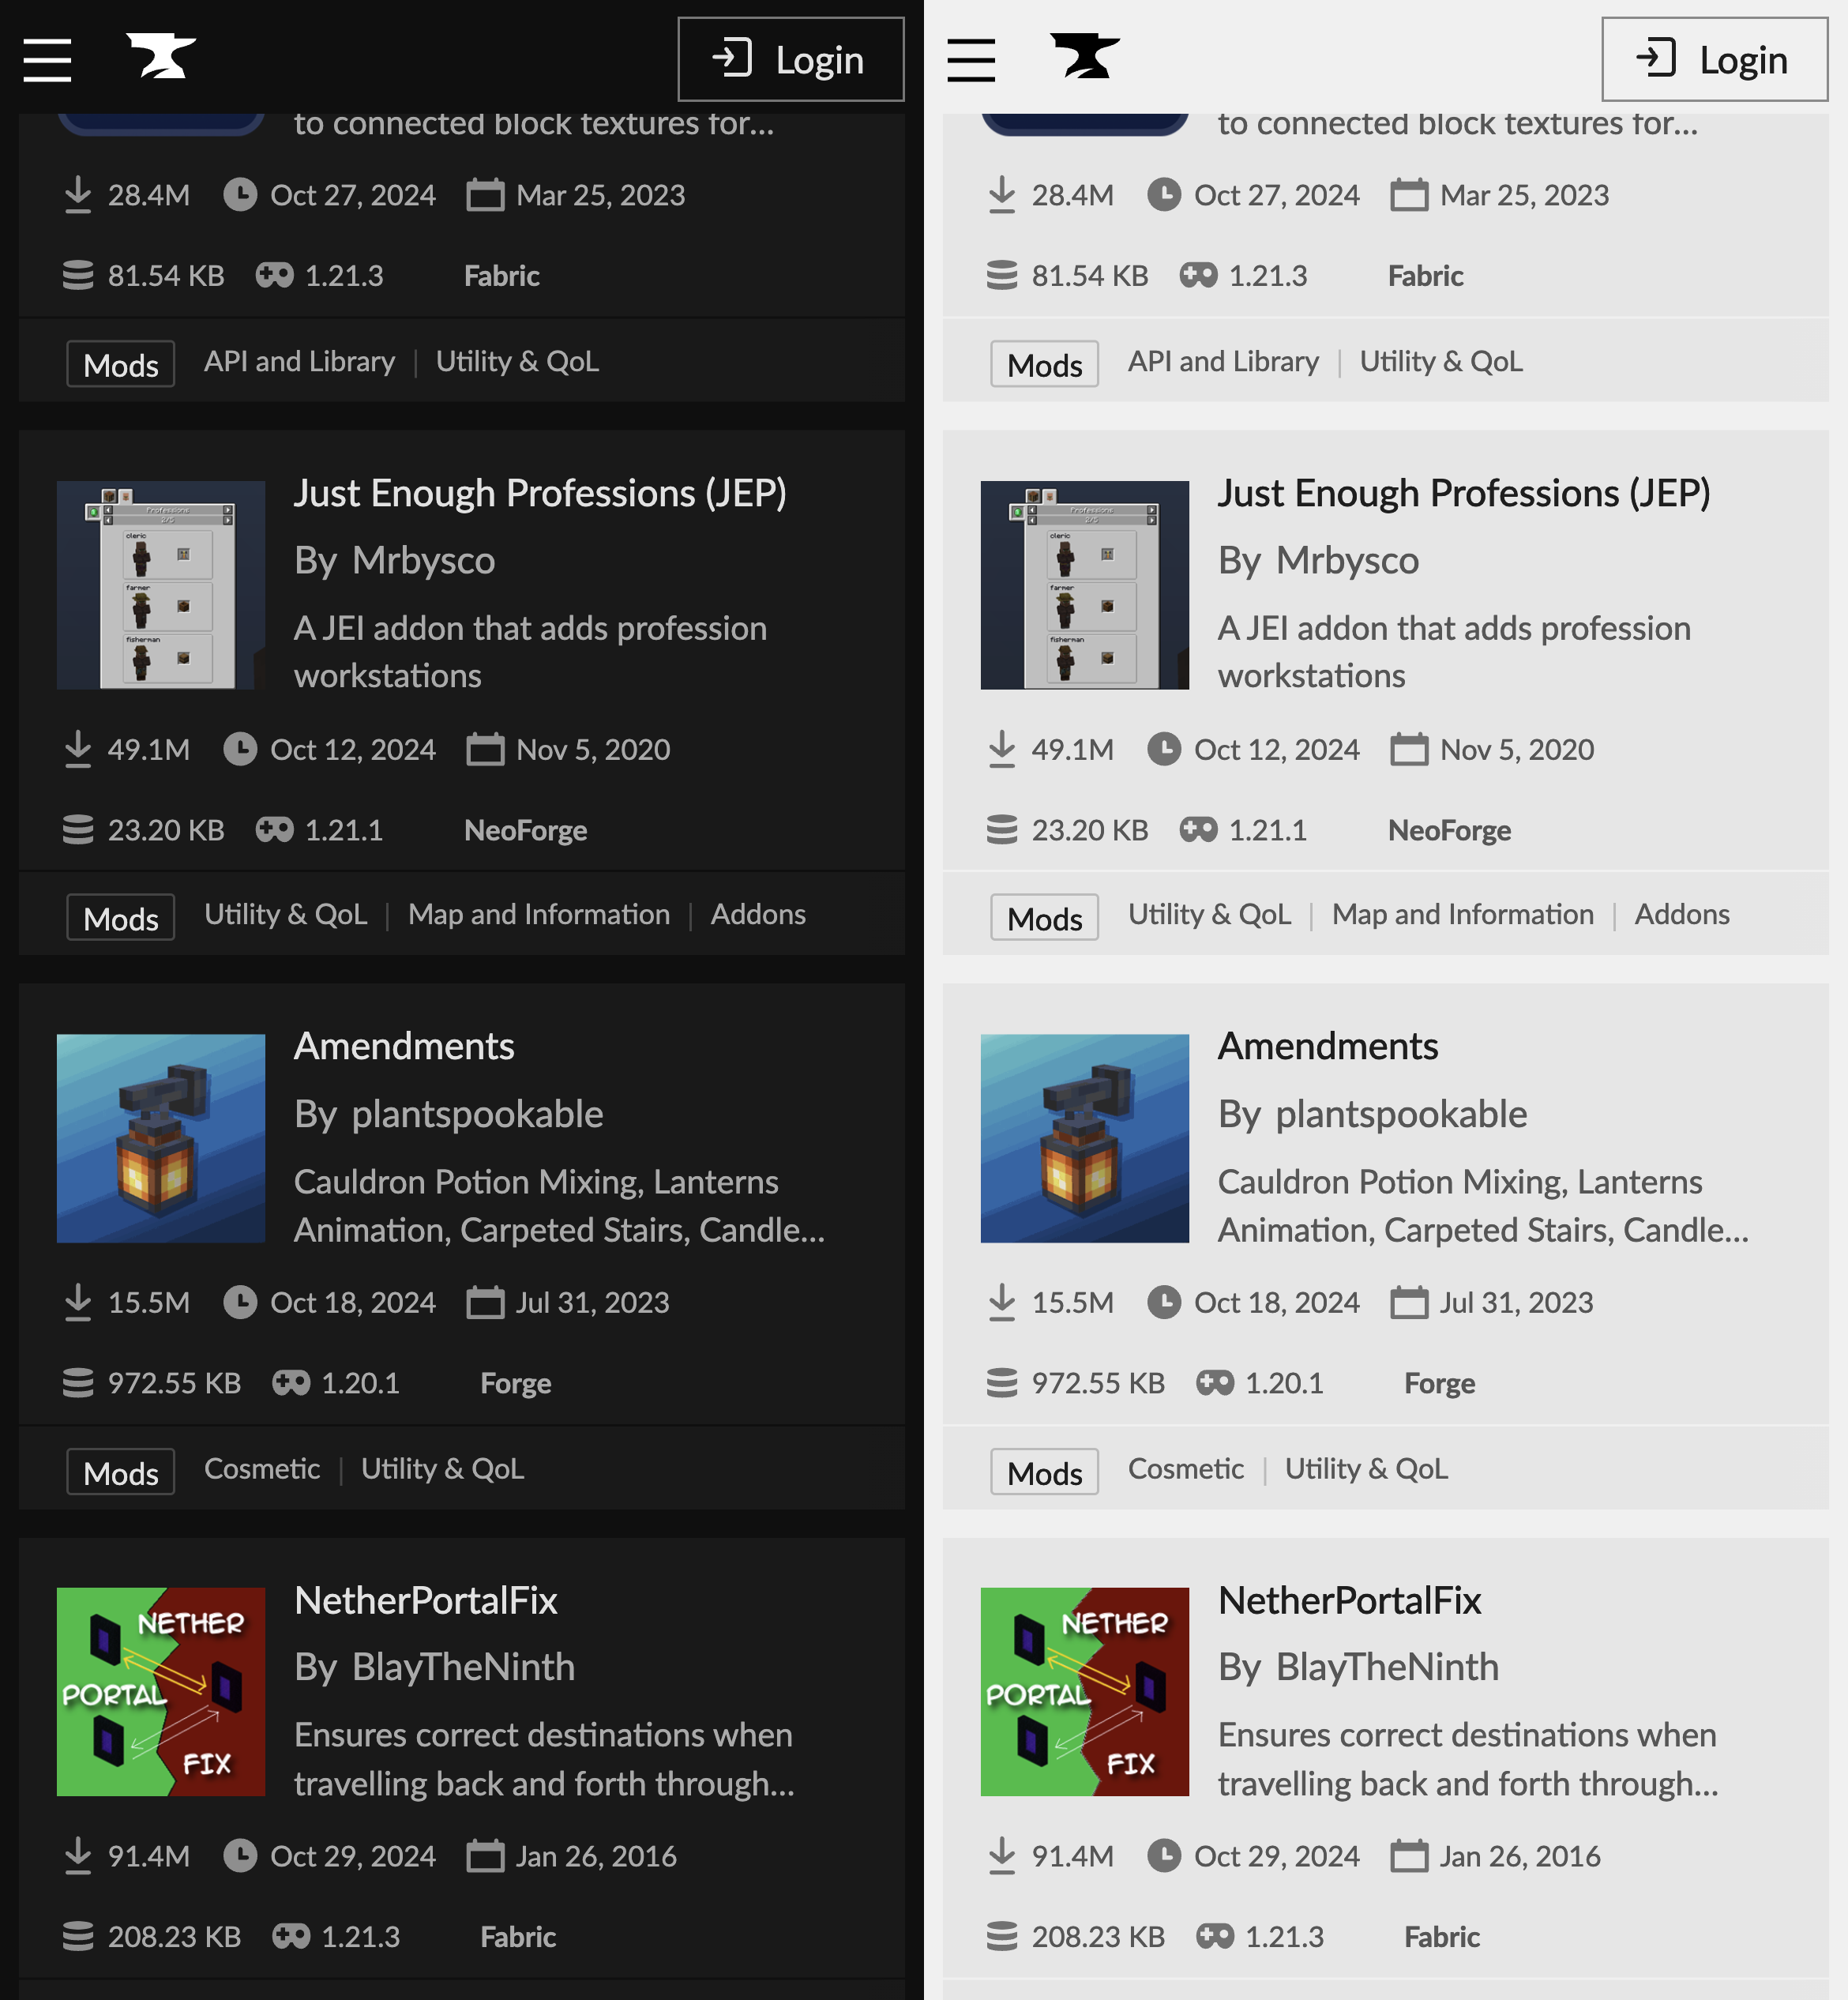 Login
to connected block textures for...
28.4M Oct 27, 2024 Mar 25, 2023
81.54 KB 1.21.3 Fabric
Mods API and Library | Utility & QoL
Professions
2/5
cleric
farmer
fisherman
Just Enough Professions (JEP)
By Mrbysco
A JEI addon that adds profession
workstations
49.1M Oct 12, 2024 Nov 5, 2020
23.20 KB 1.21.1 NeoForge
Mods Utility & QoL | Map and Information | Addons
Amendments
By plantspookable
Cauldron Potion Mixing, Lanterns
Animation, Carpeted Stairs, Candle...
15.5M Oct 18, 2024 Jul 31, 2023
972.55 KB 1.20.1 Forge
Mods Cosmetic | Utility & QoL
NETHER
PORTAL
FIX
NetherPortalFix
By BlayTheNinth
Ensures correct destinations when
travelling back and forth through...
91.4M Oct 29, 2024 Jan 26, 2016
208.23 KB 1.21.3 Fabric
Login
to connected block textures for...
28.4M Oct 27, 2024 Mar 25, 2023
81.54 KB 1.21.3 Fabric
Mods API and Library | Utility & QoL
Professions
2/5
cleric
farmer
fisherman
Just Enough Professions (JEP)
By Mrbysco
A JEI addon that adds profession
workstations
49.1M Oct 12, 2024 Nov 5, 2020
23.20 KB 1.21.1 NeoForge
Mods Utility & QoL | Map and Information | Addons
Amendments
By plantspookable
Cauldron Potion Mixing, Lanterns
Animation, Carpeted Stairs, Candle...
15.5M Oct 18, 2024 Jul 31, 2023
972.55 KB 1.20.1 Forge
Mods Cosmetic | Utility & QoL
NETHER
PORTAL
FIX
NetherPortalFix
By BlayTheNinth
Ensures correct destinations when
travelling back and forth through...
91.4M Oct 29, 2024 Jan 26, 2016
208.23 KB 1.21.3 Fabric